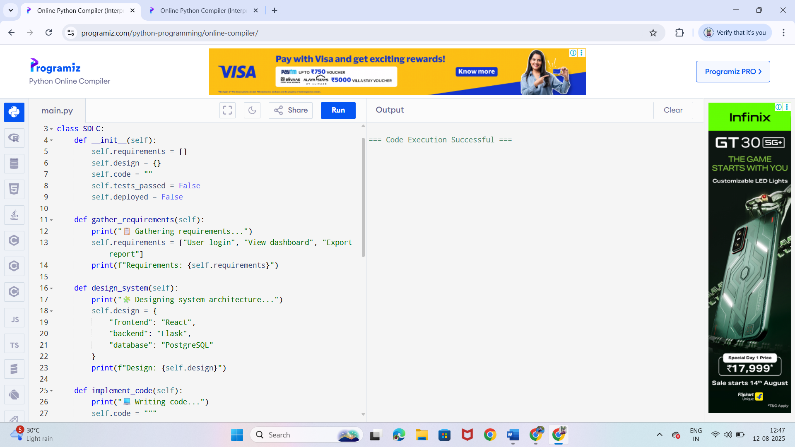 Online Python Compiler (Interp
Online Python Compiler (Interp
programiz.com/python-programming/online-compiler/
Verify that it's you
Programiz
Python Online Compiler
VISA
Pay with Visa and get exciting rewards!
UPTO ₹750 VOUCHER
₹5000 VALUE STAY VOUCHER
Know more
Programiz PRO
main.py
Share
Run
Output
Clear
3 class SDLC:
4 def __init__(self):
5 self.requirements = []
6 self.design = {}
7 self.code = ""
8 self.tests_passed = False
9 self.deployed = False
10
11 def gather_requirements(self):
12 print("📋 Gathering requirements...")
13 self.requirements = ["User login", "View dashboard", "Export
report"]
14 print(f"Requirements: {self.requirements}")
15
16 def design_system(self):
17 print("🧩 Designing system architecture...")
18 self.design = {
19 "frontend": "React",
20 "backend": "Flask",
21 "database": "PostgreSQL"
22 }
23 print(f"Design: {self.design}")
24
25 def implement_code(self):
26 print("📘 Writing code...")
27 self.code = """
=== Code Execution Successful ===
JS
TS
Infinix
GT 30 5G+
THE GAME
STARTS WITH YOU
Customizable LED Lights
Special Day 1 Price
₹17,999*
Sale starts 14th August
Flipkart
Unique
*T&C Apply
5
30°C
Light rain
Search
ENG
IN
12:47
12-08-2025